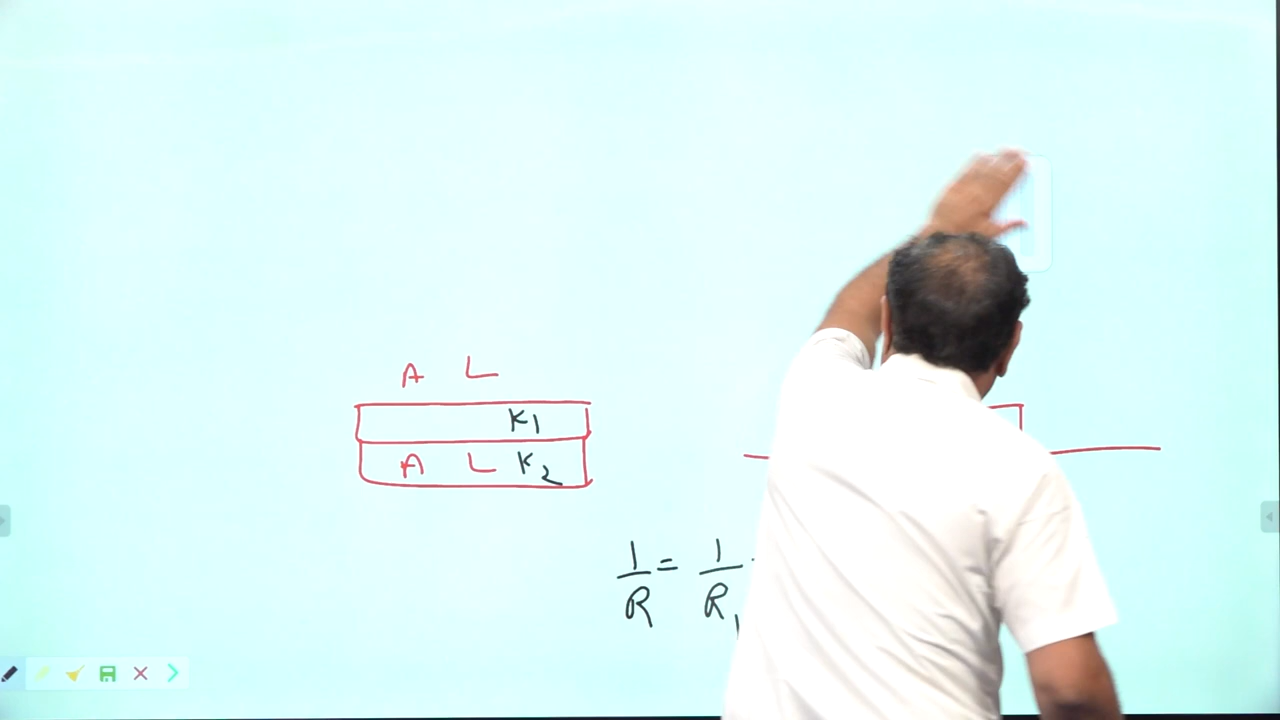 A L
K1
A L K2
1/R = 1/R1